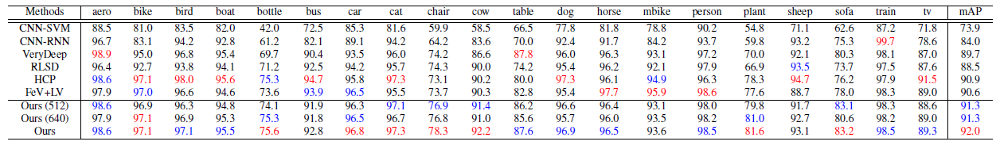 Methods aero bike bird boat bottle bus car cat chair cow table dog horse mbike person plant sheep sofa train tv mAP
CNN-SVM 88.5 81.0 83.5 82.0 42.0 72.5 85.3 81.6 59.9 58.5 66.5 77.8 81.8 78.8 90.2 54.8 71.1 62.6 87.2 71.8 73.9
CNN-RNN 96.7 83.1 94.2 92.8 61.2 82.1 89.1 94.2 64.2 83.6 70.0 92.4 91.7 84.2 93.7 59.8 93.2 75.3 99.7 78.6 84.0
VeryDeep 98.9 95.0 96.8 95.4 69.7 90.4 93.5 96.0 74.2 86.6 87.8 96.0 96.3 93.1 97.2 70.0 92.1 80.3 98.1 87.0 89.7
RLSD 96.4 92.7 93.8 94.1 71.2 92.5 94.2 95.7 74.3 90.0 74.2 95.4 96.2 92.1 97.9 66.9 93.5 73.7 97.5 87.6 88.5
HCP 98.6 97.1 98.0 95.6 75.3 94.7 95.8 97.3 73.1 90.2 80.0 97.3 96.1 94.9 96.3 78.3 94.7 76.2 97.9 91.5 90.9
FeV+LV 97.9 97.0 96.6 94.6 73.6 93.9 96.5 95.5 73.7 90.3 82.8 95.4 97.7 95.9 98.6 77.6 88.7 78.0 98.3 89.0 90.6
Ours (512) 98.6 96.9 96.3 94.8 74.1 91.9 96.3 97.1 76.9 91.4 86.2 96.6 96.4 93.1 98.0 79.8 91.7 83.1 98.3 88.6 91.3
Ours (640) 97.9 97.1 96.9 95.3 75.3 91.8 96.5 96.7 76.8 91.0 85.6 95.7 96.0 93.5 98.2 81.0 92.7 80.6 98.2 89.0 91.3
Ours 98.6 97.1 97.1 95.5 75.6 92.8 96.8 97.3 78.3 92.2 87.6 96.9 96.5 93.6 98.5 81.6 93.1 83.2 98.5 89.3 92.0